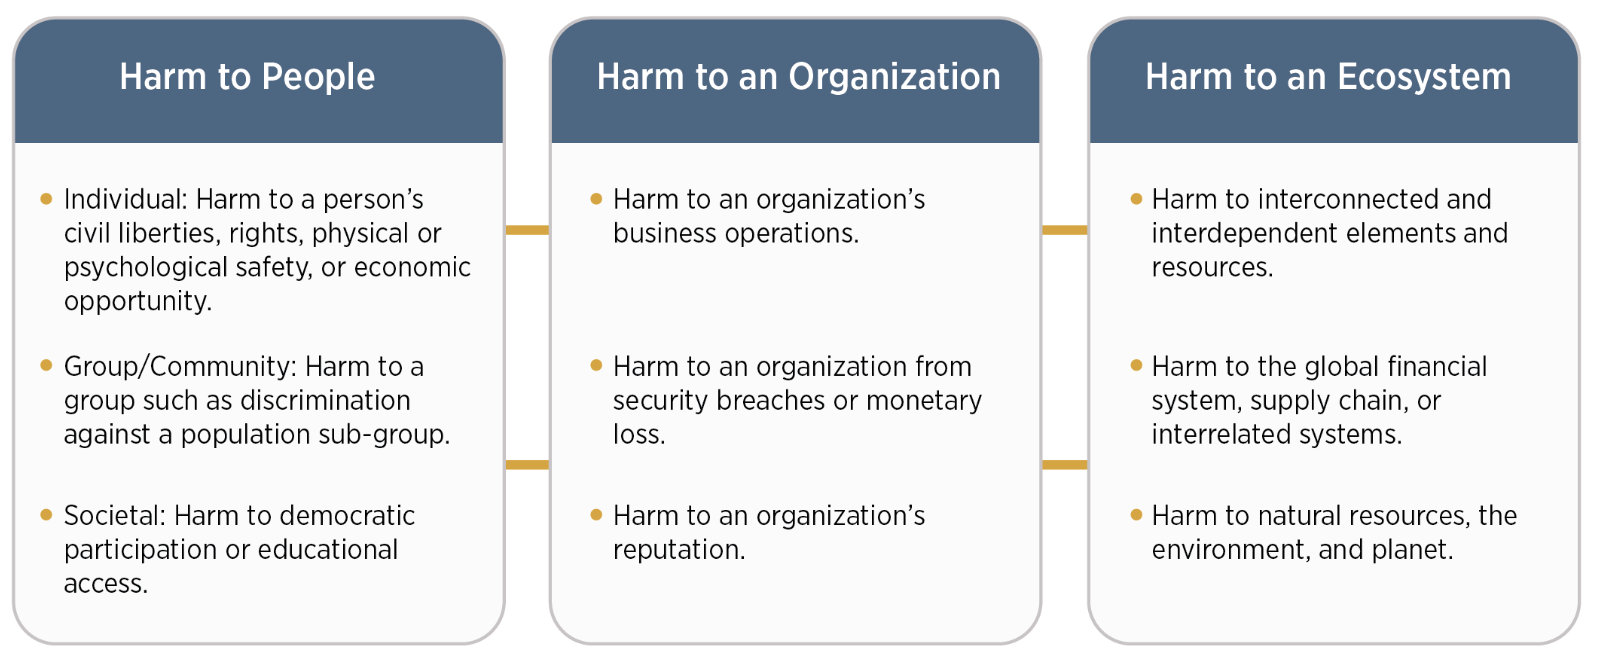 Harm to People
• Individual: Harm to a person’s
civil liberties, rights, physical or
psychological safety, or economic
opportunity.
• Group/Community: Harm to a
group such as discrimination
against a population sub-group.
• Societal: Harm to democratic
participation or educational
access.
Harm to an Organization
• Harm to an organization’s
business operations.
• Harm to an organization from
security breaches or monetary
loss.
• Harm to an organization’s
reputation.
Harm to an Ecosystem
• Harm to interconnected and
interdependent elements and
resources.
• Harm to the global financial
system, supply chain, or
interrelated systems.
• Harm to natural resources, the
environment, and planet.